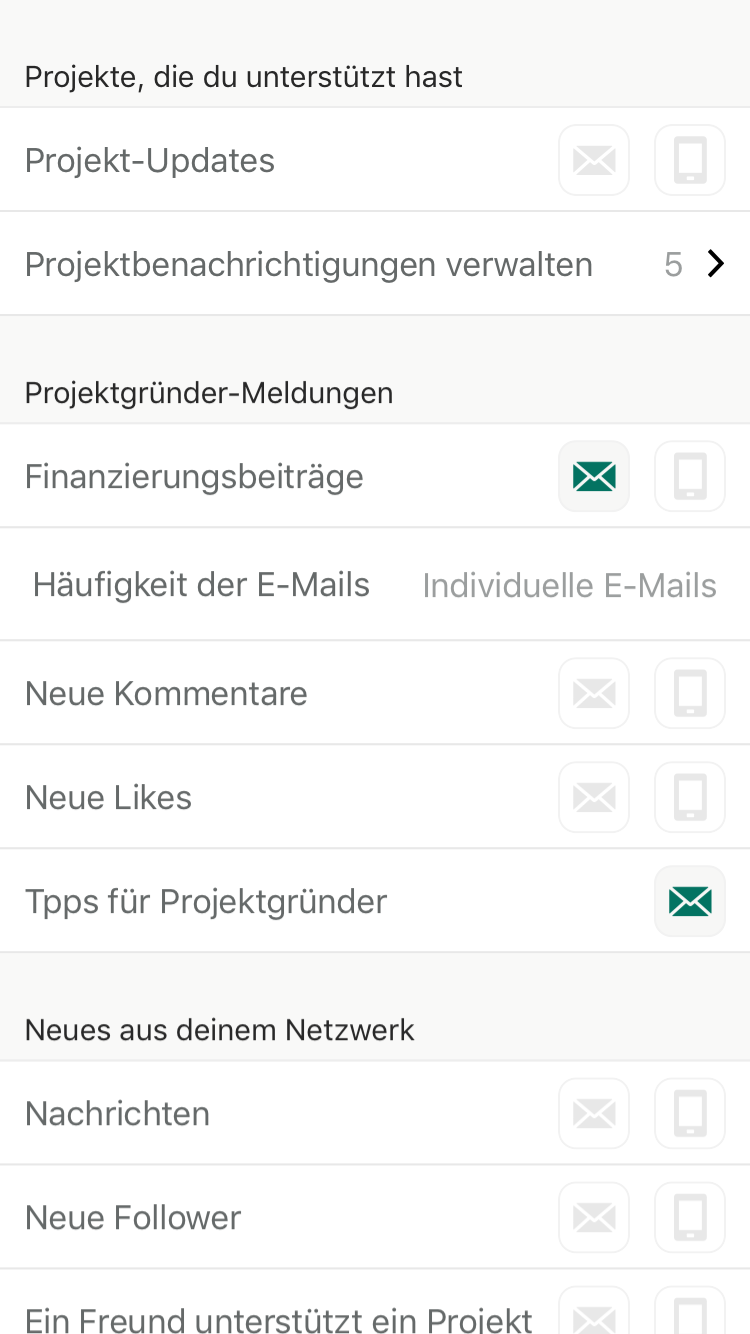 Projekte, die du unterstützt hast
Projekt-Updates
Projektbenachrichtigungen verwalten 5
Projektgründer-Meldungen
Finanzierungsbeiträge
Häufigkeit der E-Mails Individuelle E-Mails
Neue Kommentare
Neue Likes
Tpps für Projektgründer
Neues aus deinem Netzwerk
Nachrichten
Neue Follower
Ein Freund unterstützt ein Projekt